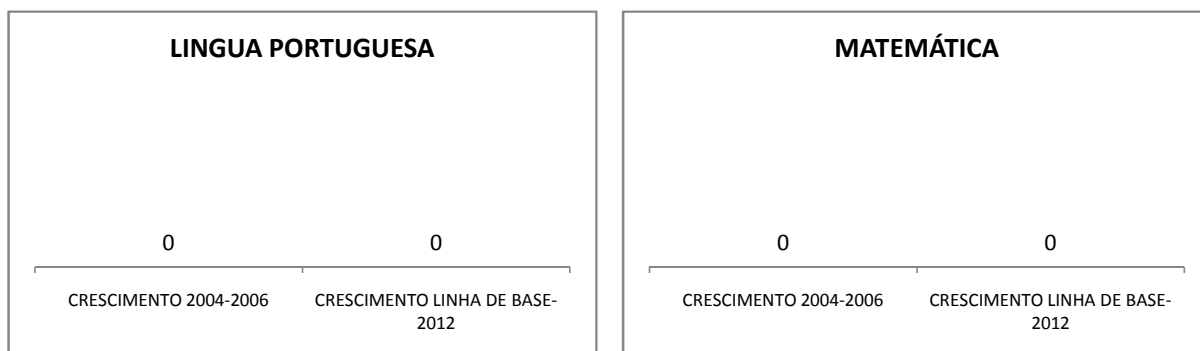 LINGUA PORTUGUESA
0
0
CRESCIMENTO 2004-2006
CRESCIMENTO LINHA DE BASE-
2012
MATEMÁTICA
0
0
CRESCIMENTO 2004-2006
CRESCIMENTO LINHA DE BASE-
2012